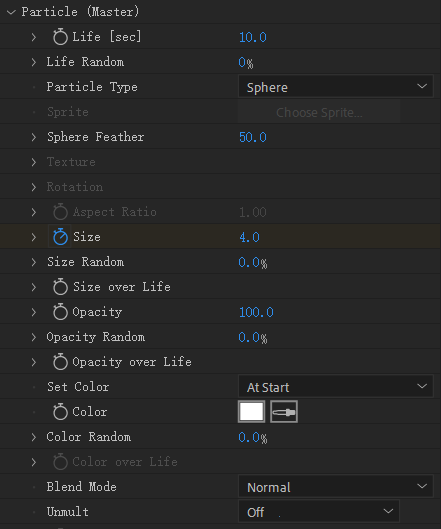 Particle (Master)
Life [sec] 10.0
Life Random 0%
Particle Type Sphere
Sprite Choose Sprite...
Sphere Feather 50.0
Texture
Rotation
Aspect Ratio 1.00
Size 4.0
Size Random 0.0%
Size over Life
Opacity 100.0
Opacity Random 0.0%
Opacity over Life
Set Color At Start
Color
Color Random 0.0%
Color over Life
Blend Mode Normal
Unmult Off